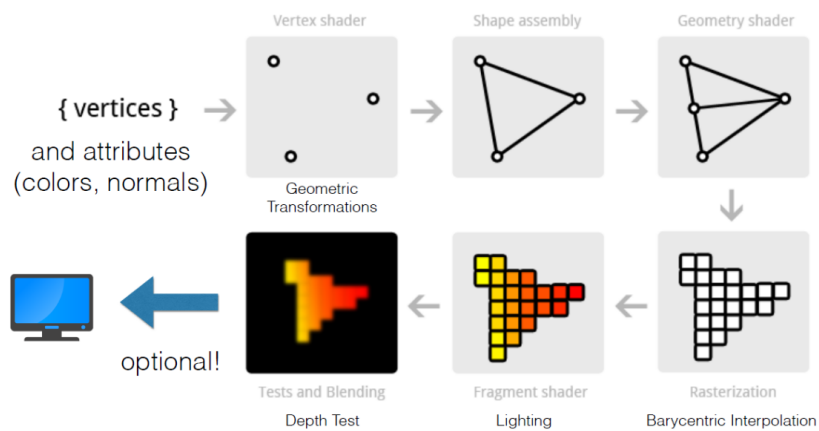 Vertex shader
Shape assembly
Geometry shader
{ vertices }
and attributes
(colors, normals)
Geometric
Transformations
optional!
Tests and Blending
Fragment shader
Rasterization
Depth Test
Lighting
Barycentric Interpolation